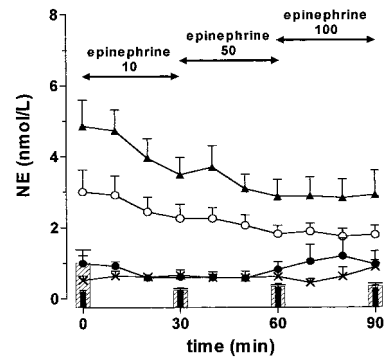 epinephrine
100
epinephrine
50
epinephrine
10
NE (nmol/L)
8
6
4
2
0
0 30 60 90
time (min)